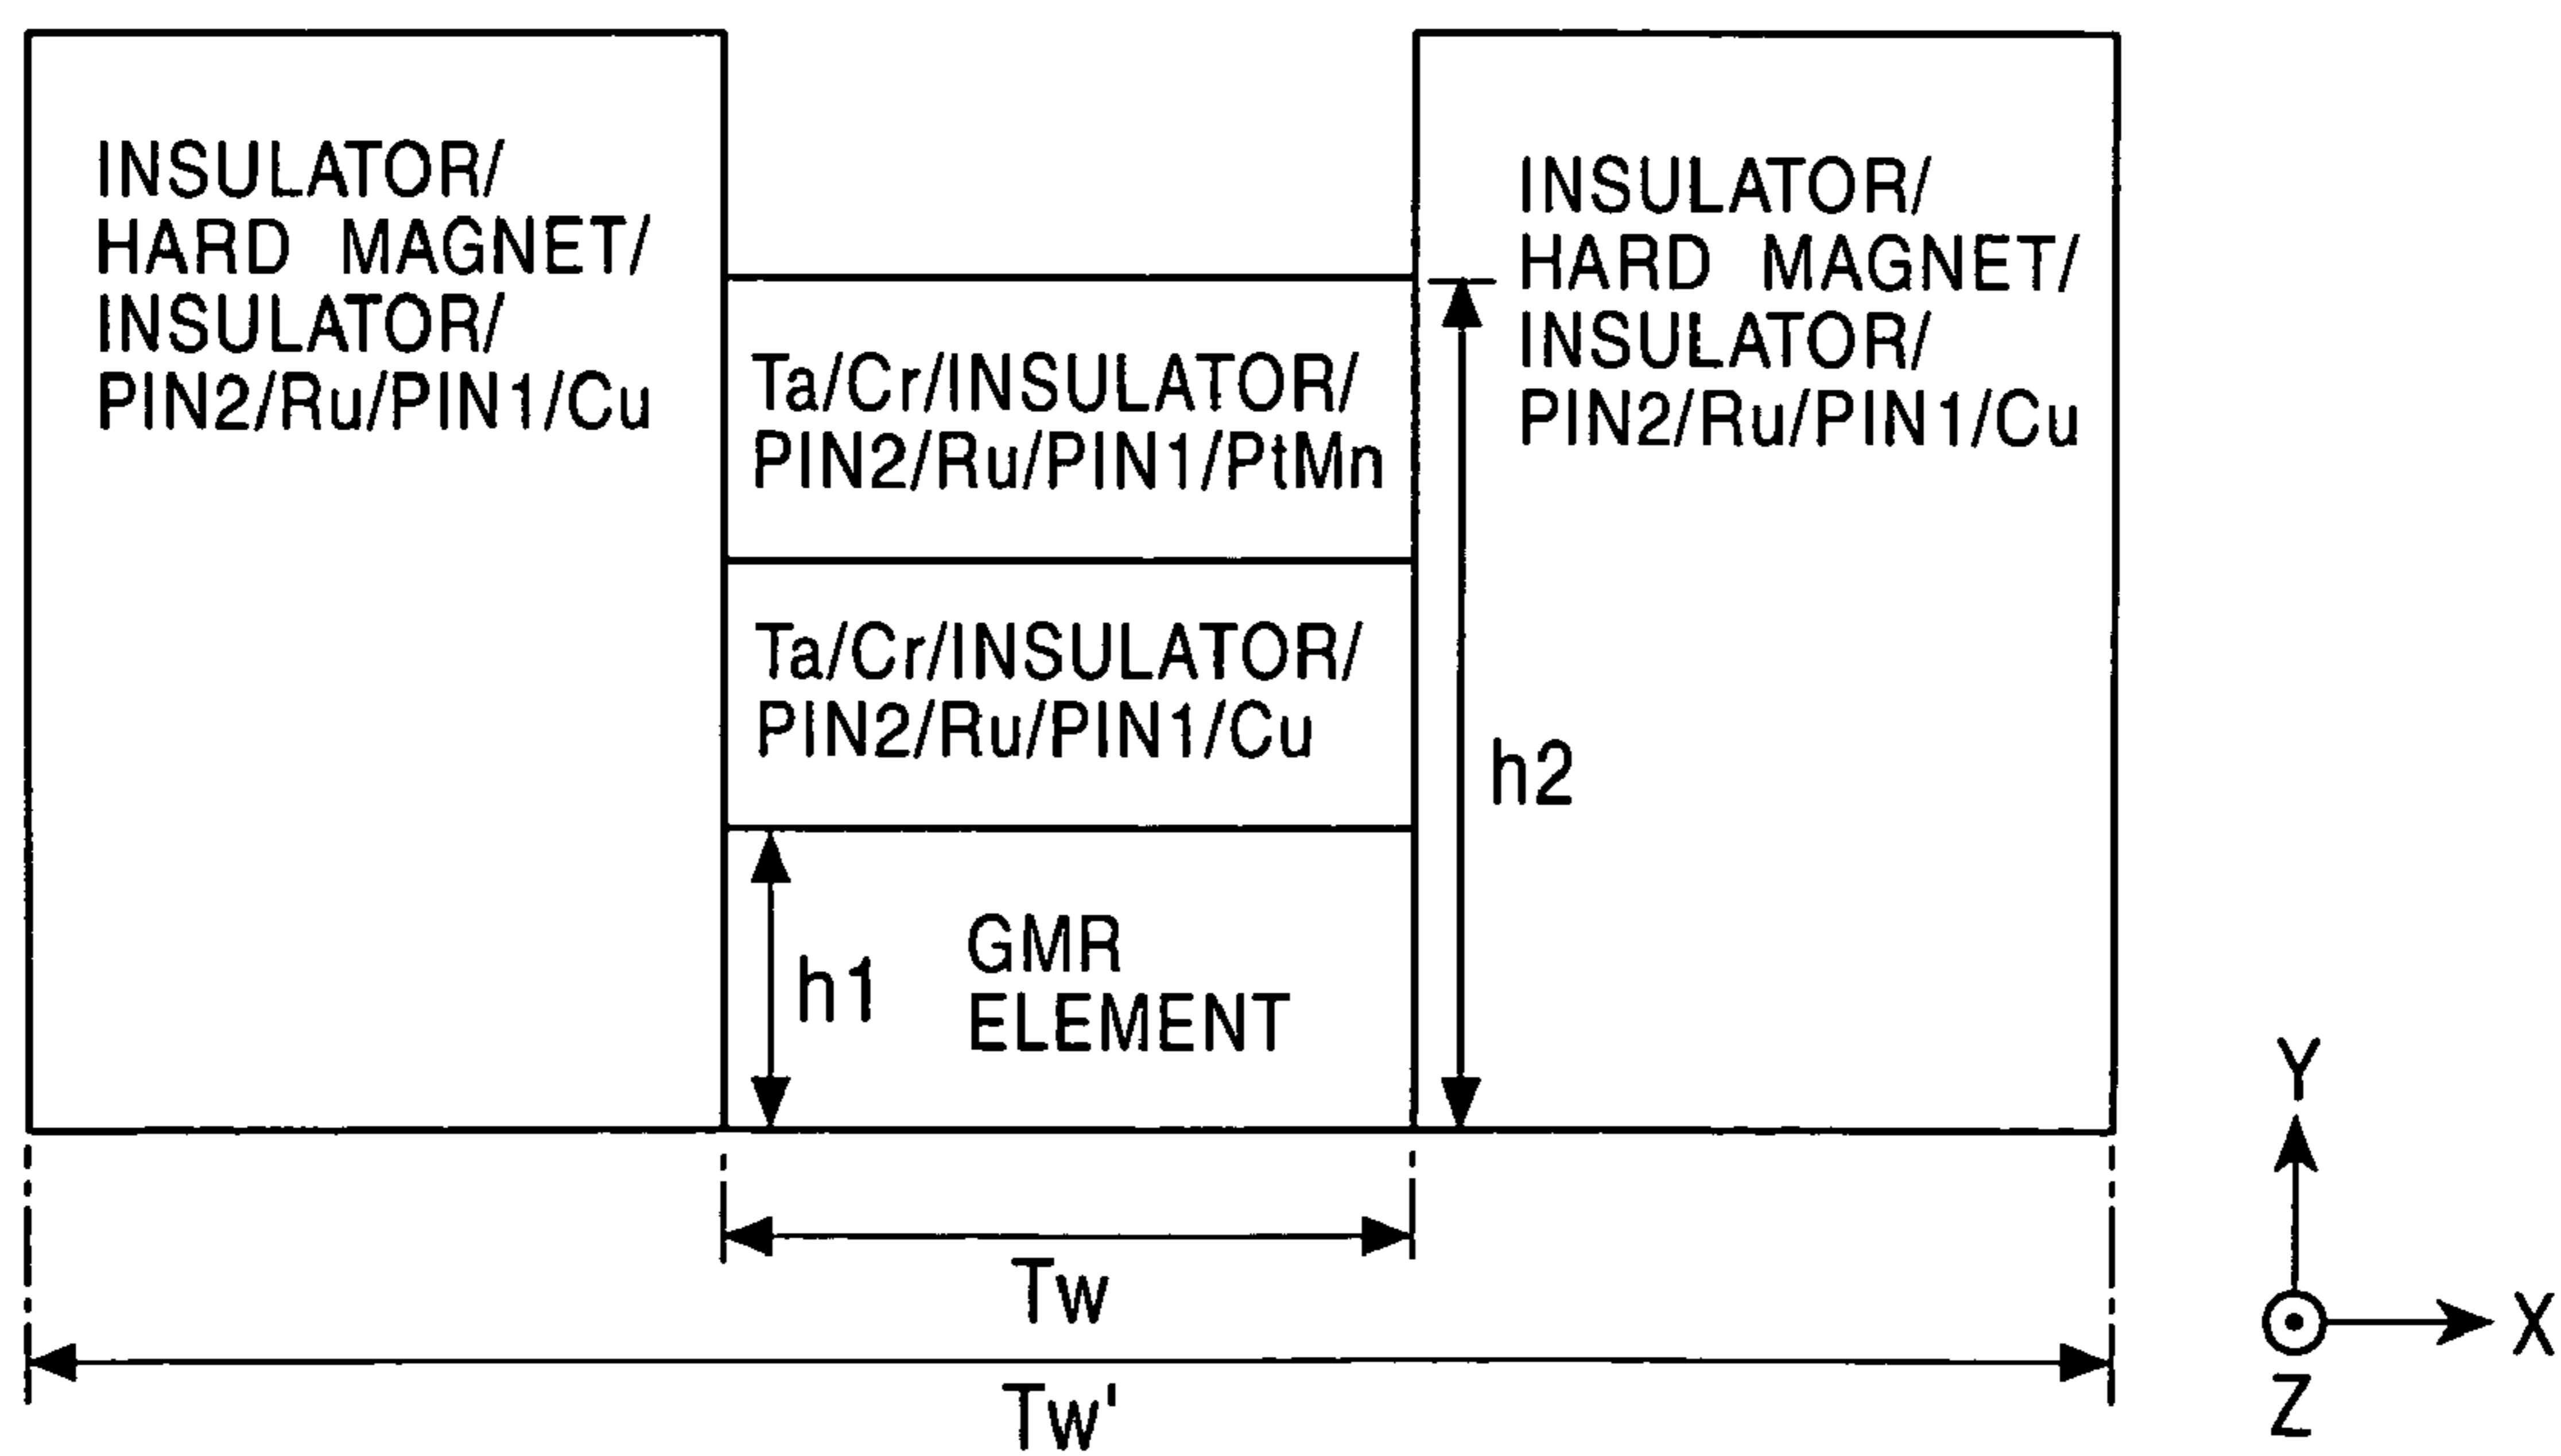 INSULATOR/
HARD MAGNET/
INSULATOR/
PIN2/Ru/PIN1/Cu
Ta/Cr/INSULATOR/
PIN2/Ru/PIN1/PtMn
Ta/Cr/INSULATOR/
PIN2/Ru/PIN1/Cu
h1
GMR
ELEMENT
h2
INSULATOR/
HARD MAGNET/
INSULATOR/
PIN2/Ru/PIN1/Cu
Tw
Tw'
Y
X
Z